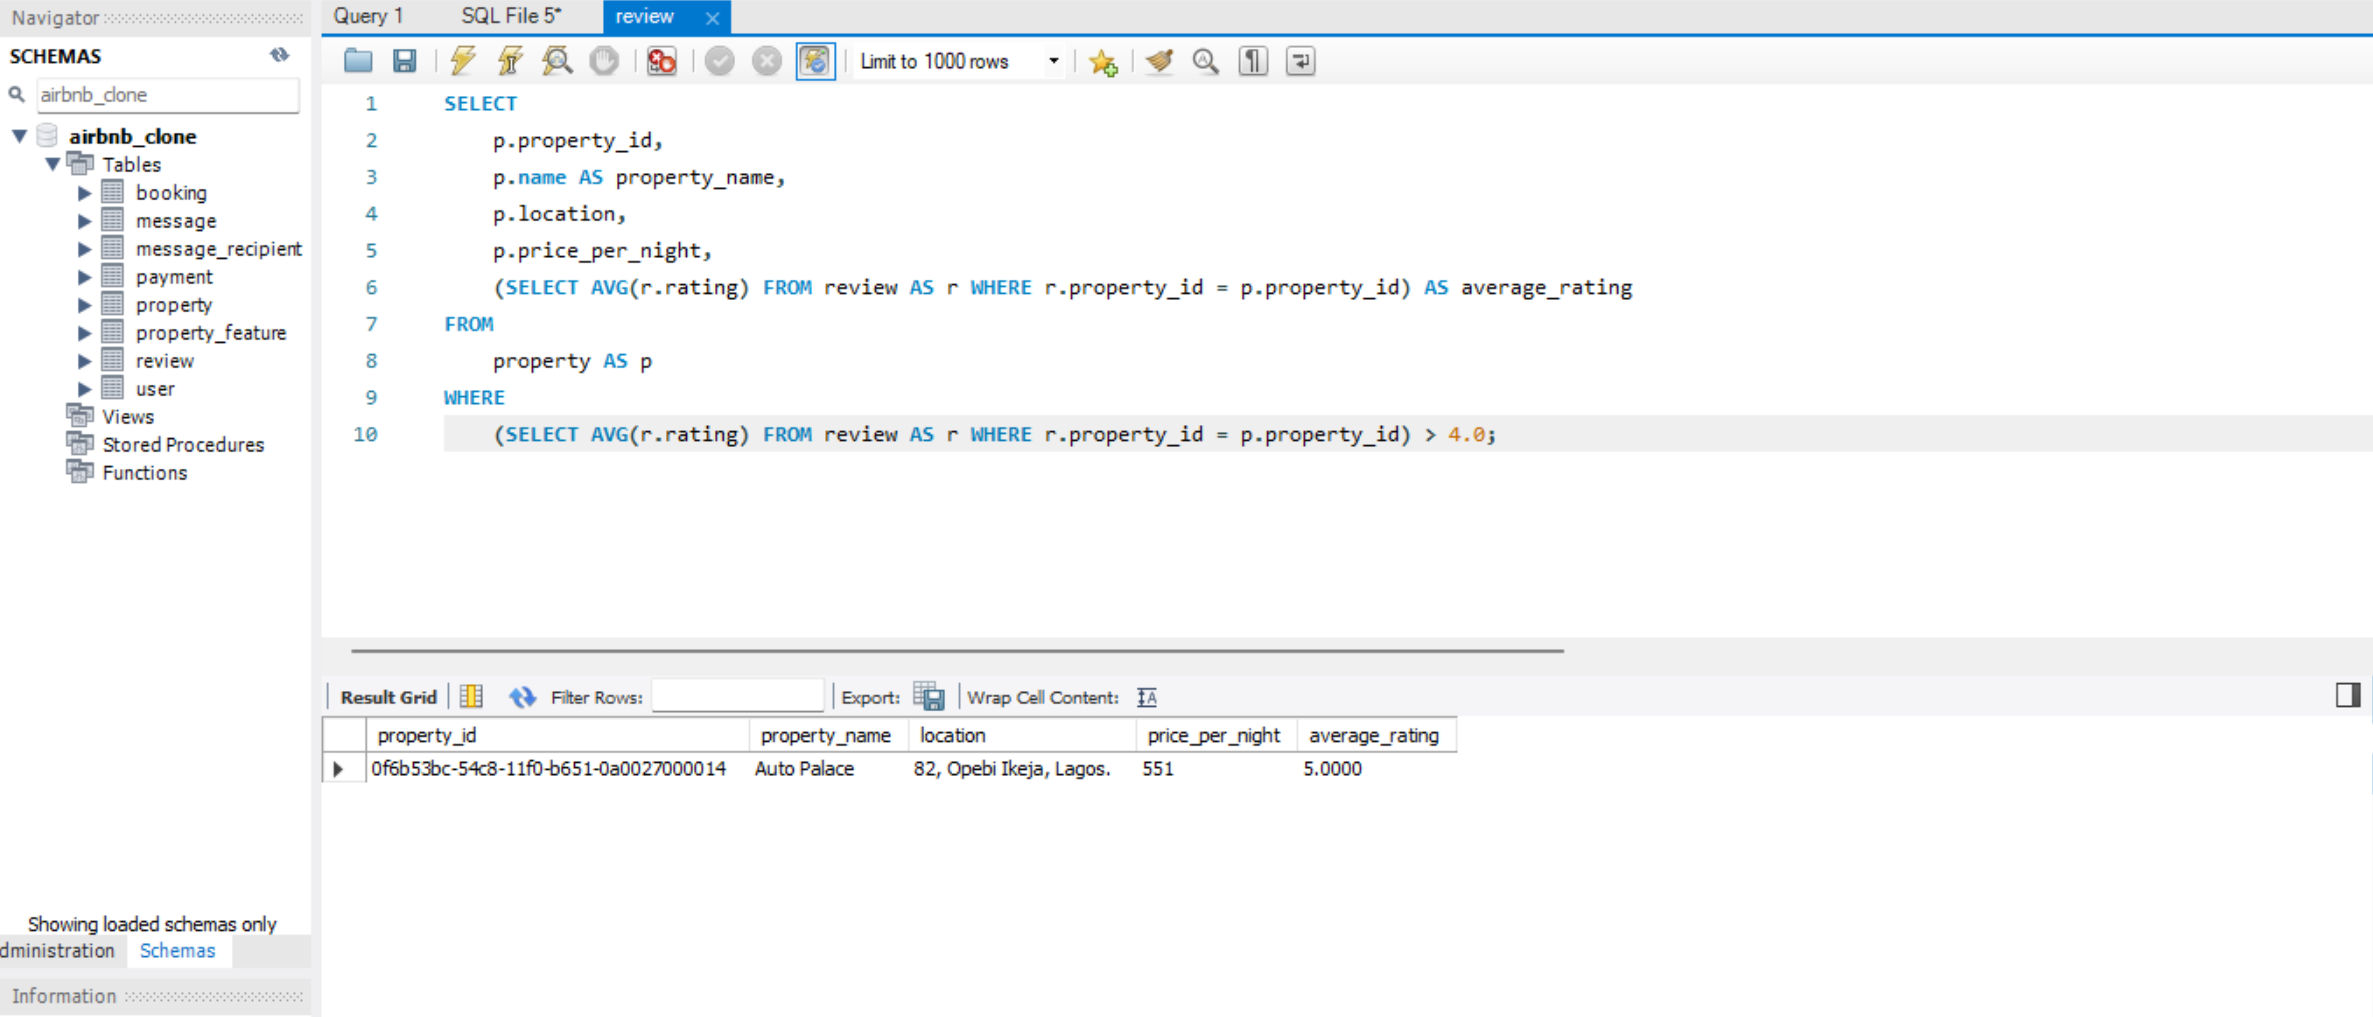 Navigator
SCHEMAS
airbnb_clone
airbnb_clone
Tables
booking
message
message_recipient
payment
property
property_feature
review
user
Views
Stored Procedures
Functions
Showing loaded schemas only
dministration Schemas
Information
Query 1 SQL File 5* review
Limit to 1000 rows
1 SELECT
2 p.property_id,
3 p.name AS property_name,
4 p.location,
5 p.price_per_night,
6 (SELECT AVG(r.rating) FROM review AS r WHERE r.property_id = p.property_id) AS average_rating
7 FROM
8 property AS p
9 WHERE
10 (SELECT AVG(r.rating) FROM review AS r WHERE r.property_id = p.property_id) > 4.0;
Result Grid Filter Rows: Export: Wrap Cell Content:
property_id property_name location price_per_night average_rating
0f6b53bc-54c8-11f0-b651-0a0027000014 Auto Palace 82, Opebi Ikeja, Lagos. 551 5.0000